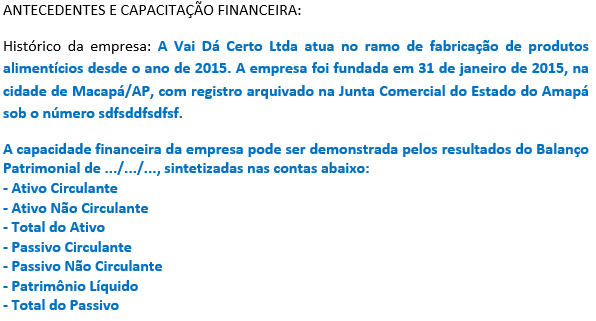 ANTECEDENTES E CAPACITAÇÃO FINANCEIRA:
Histórico da empresa: A Vai Dá Certo Ltda atua no ramo de fabricação de produtos
alimentícios desde o ano de 2015. A empresa foi fundada em 31 de janeiro de 2015, na
cidade de Macapá/AP, com registro arquivado na Junta Comercial do Estado do Amapá
sob o número sdfsddfsdfsf.
A capacidade financeira da empresa pode ser demonstrada pelos resultados do Balanço
Patrimonial de .../.../..., sintetizadas nas contas abaixo:
- Ativo Circulante
- Ativo Não Circulante
- Total do Ativo
- Passivo Circulante
- Passivo Não Circulante
- Patrimônio Líquido
- Total do Passivo